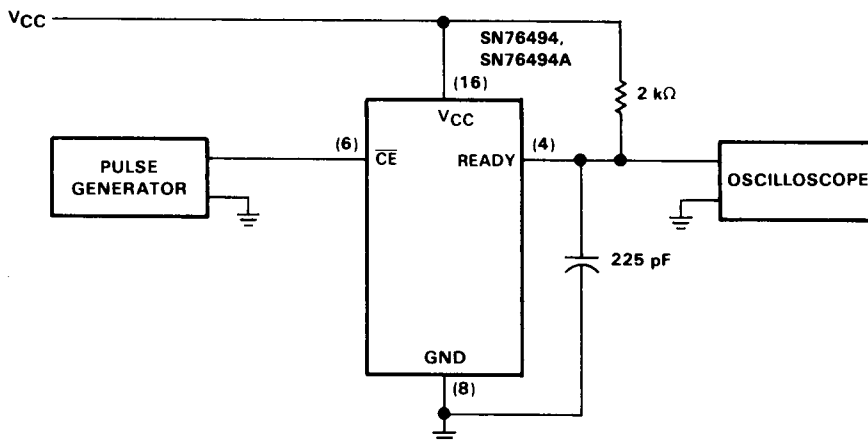 VCC
SN76494,
SN76494A
(16)
2 kΩ
VCC
(6)
CE
READY
(4)
PULSE
GENERATOR
OSCILLOSCOPE
225 pF
GND
(8)